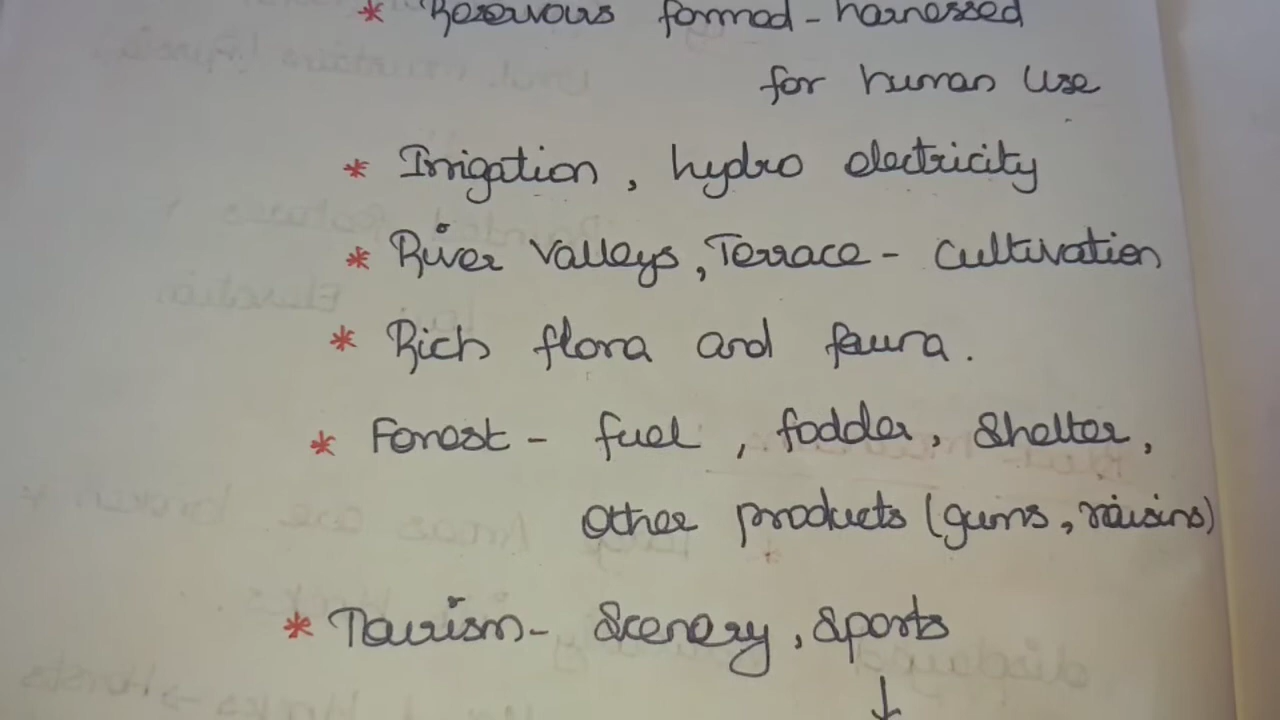 * Reservous formed - harnessed
for human use
* Irrigation, hydro electricity
* River valleys, Terrace - cultivation
* Rich flora and fauna.
* Forest - fuel, fodder, shelter,
other products (gums, raisins)
* Tourism - Scenery, sports
↓